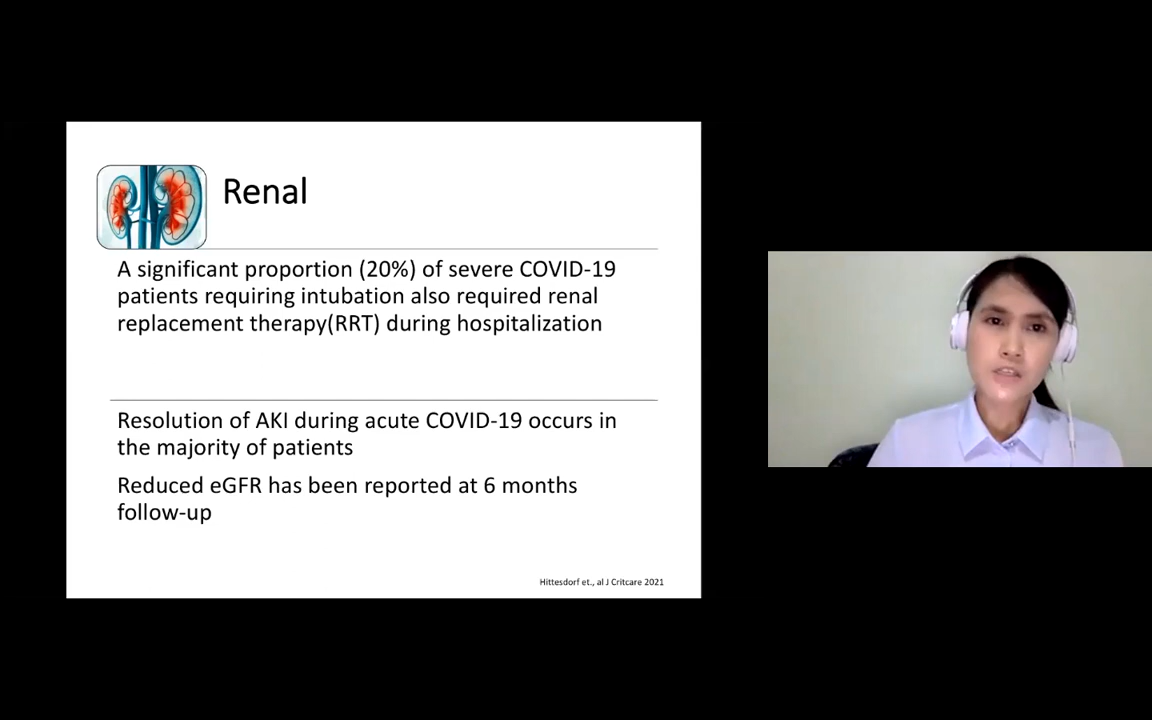 Renal
A significant proportion (20%) of severe COVID-19
patients requiring intubation also required renal
replacement therapy(RRT) during hospitalization
Resolution of AKI during acute COVID-19 occurs in
the majority of patients
Reduced eGFR has been reported at 6 months
follow-up
Hittesdorf et., al J Critcare 2021